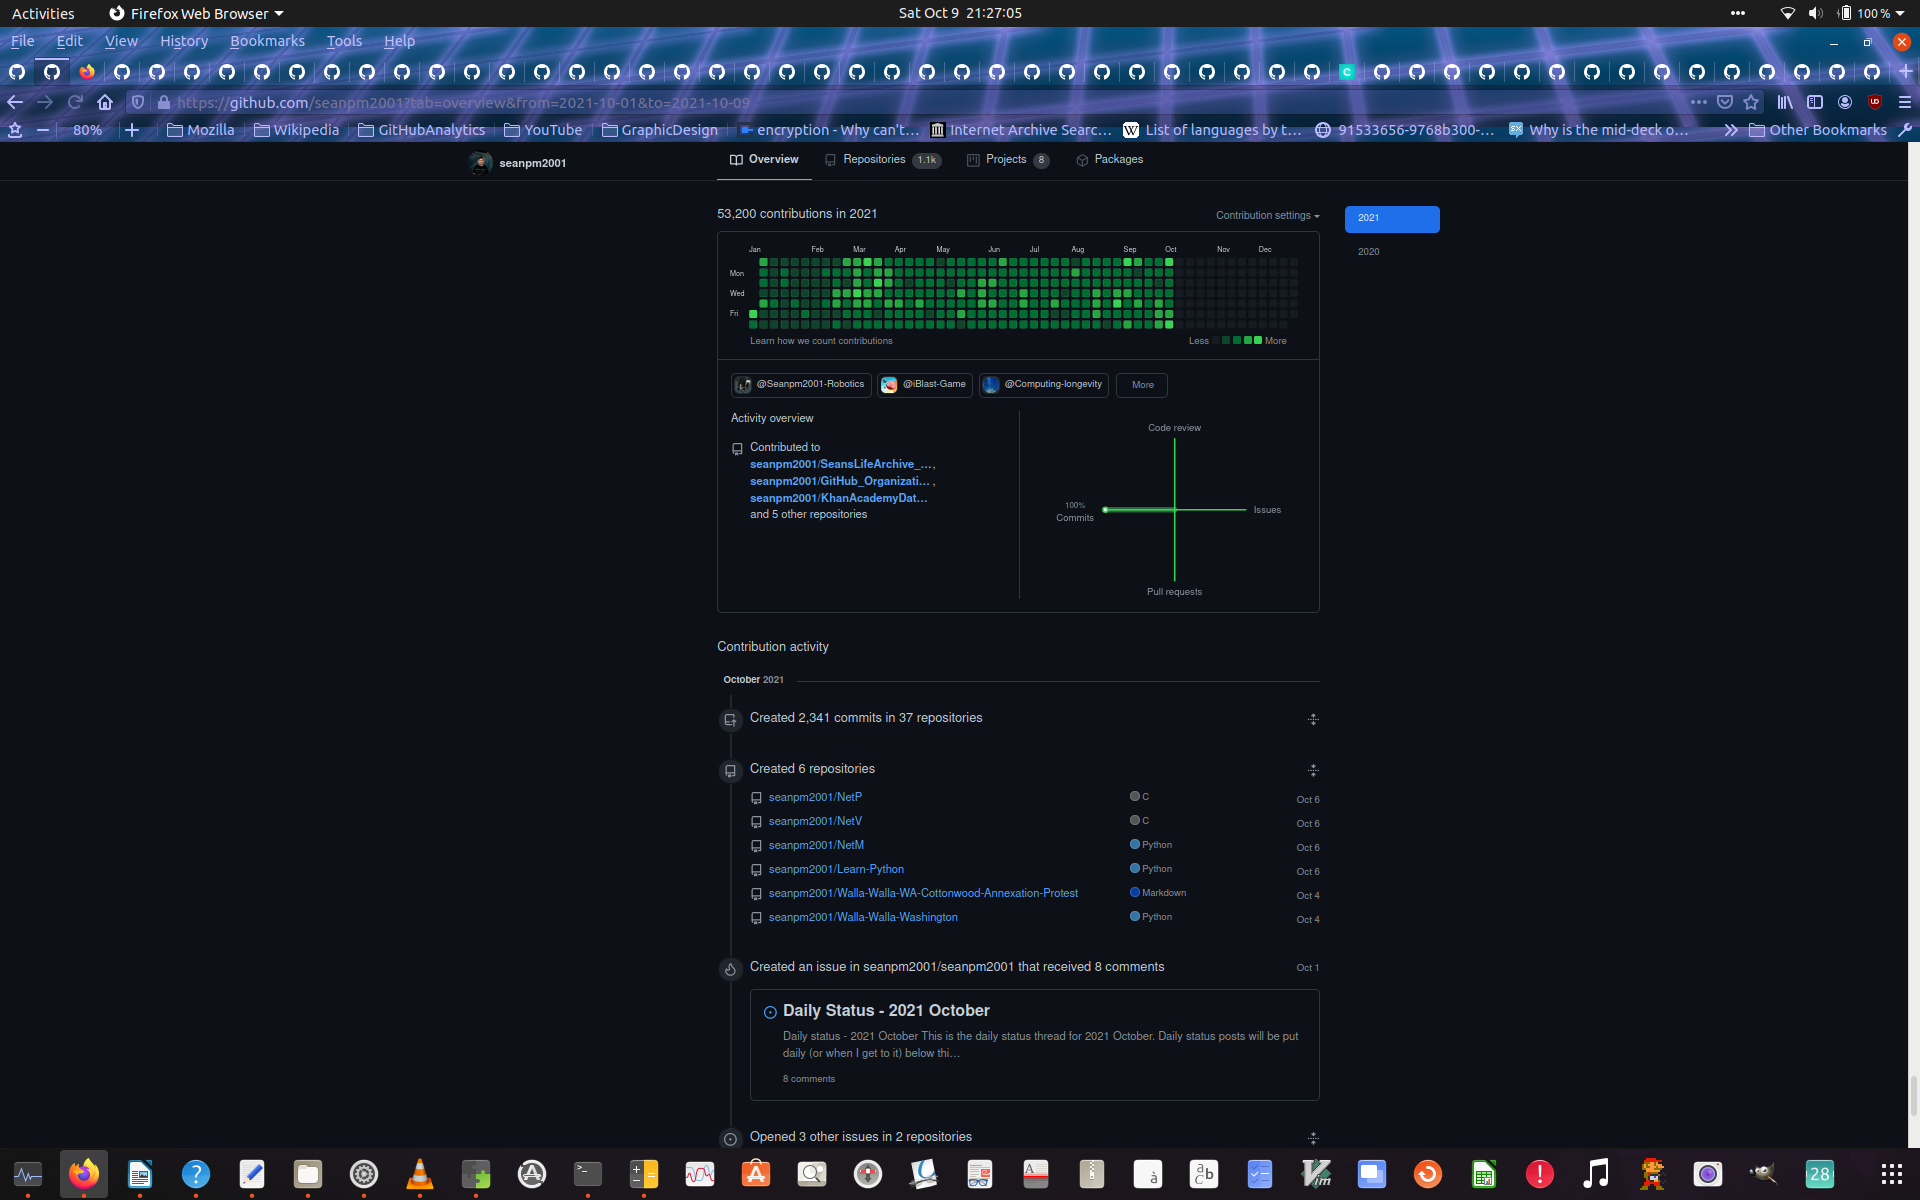 Activities
Firefox Web Browser
Sat Oct 9 21:27:05
100 %
File Edit View History Bookmarks Tools Help
https://github.com/seanpm2001?tab=overview&from=2021-10-01&to=2021-10-09
80%
Mozilla
Wikipedia
GitHubAnalytics
YouTube
GraphicDesign
encryption - Why can't…
Internet Archive Searc…
List of languages by t…
91533656-9768b300-…
Why is the mid-deck o…
Other Bookmarks
seanpm2001
Overview
Repositories 1.1k
Projects 8
Packages
53,200 contributions in 2021
Contribution settings
2021
2020
Jan Feb Mar Apr May Jun Jul Aug Sep Oct Nov Dec
Mon
Wed
Fri
Learn how we count contributions
Less More
@Seanpm2001-Robotics
@iBlast-Game
@Computing-longevity
More
Activity overview
Contributed to
seanpm2001/SeansLifeArchive_…,
seanpm2001/GitHub_Organizati… ,
seanpm2001/KhanAcademyDat…
and 5 other repositories
Code review
100%
Commits
Issues
Pull requests
Contribution activity
October 2021
Created 2,341 commits in 37 repositories
Created 6 repositories
seanpm2001/NetP C Oct 6
seanpm2001/NetV C Oct 6
seanpm2001/NetM Python Oct 6
seanpm2001/Learn-Python Python Oct 6
seanpm2001/Walla-Walla-WA-Cottonwood-Annexation-Protest Markdown Oct 4
seanpm2001/Walla-Walla-Washington Python Oct 4
Created an issue in seanpm2001/seanpm2001 that received 8 comments Oct 1
Daily Status - 2021 October
Daily status - 2021 October This is the daily status thread for 2021 October. Daily status posts will be put
daily (or when I get to it) below thi…
8 comments
Opened 3 other issues in 2 repositories
28